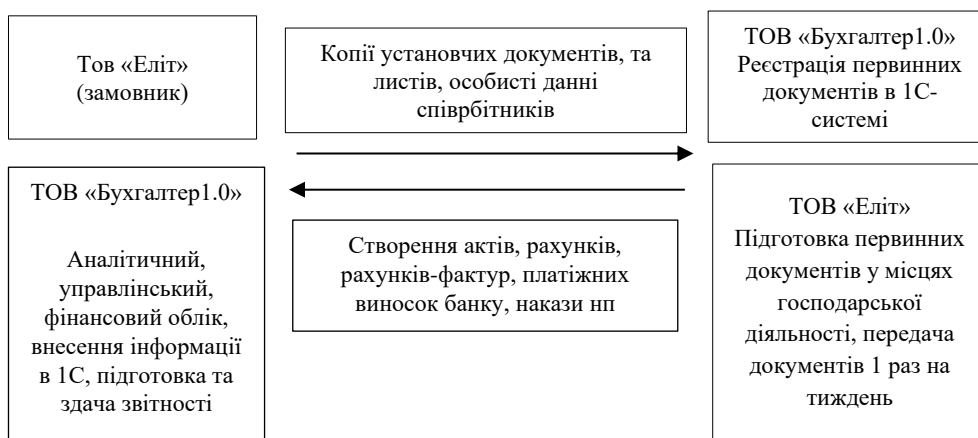 Тов «Еліт»
(замовник)
Копії установчих документів, та
листів, особисті данні
співрбітників
ТОВ «Бухгалтер1.0»
Реєстрація первинних
документів в 1С-
системі
ТОВ «Бухгалтер1.0»
Аналітичний,
управлінський,
фінансовий облік,
внесення інформації
в 1С, підготовка та
здача звітності
Створення актів, рахунків,
рахунків-фактур, платіжних
виносок банку, накази нп
ТОВ «Еліт»
Підготовка первинних
документів у місцях
господарської
діяльності, передача
документів 1 раз на
тиждень